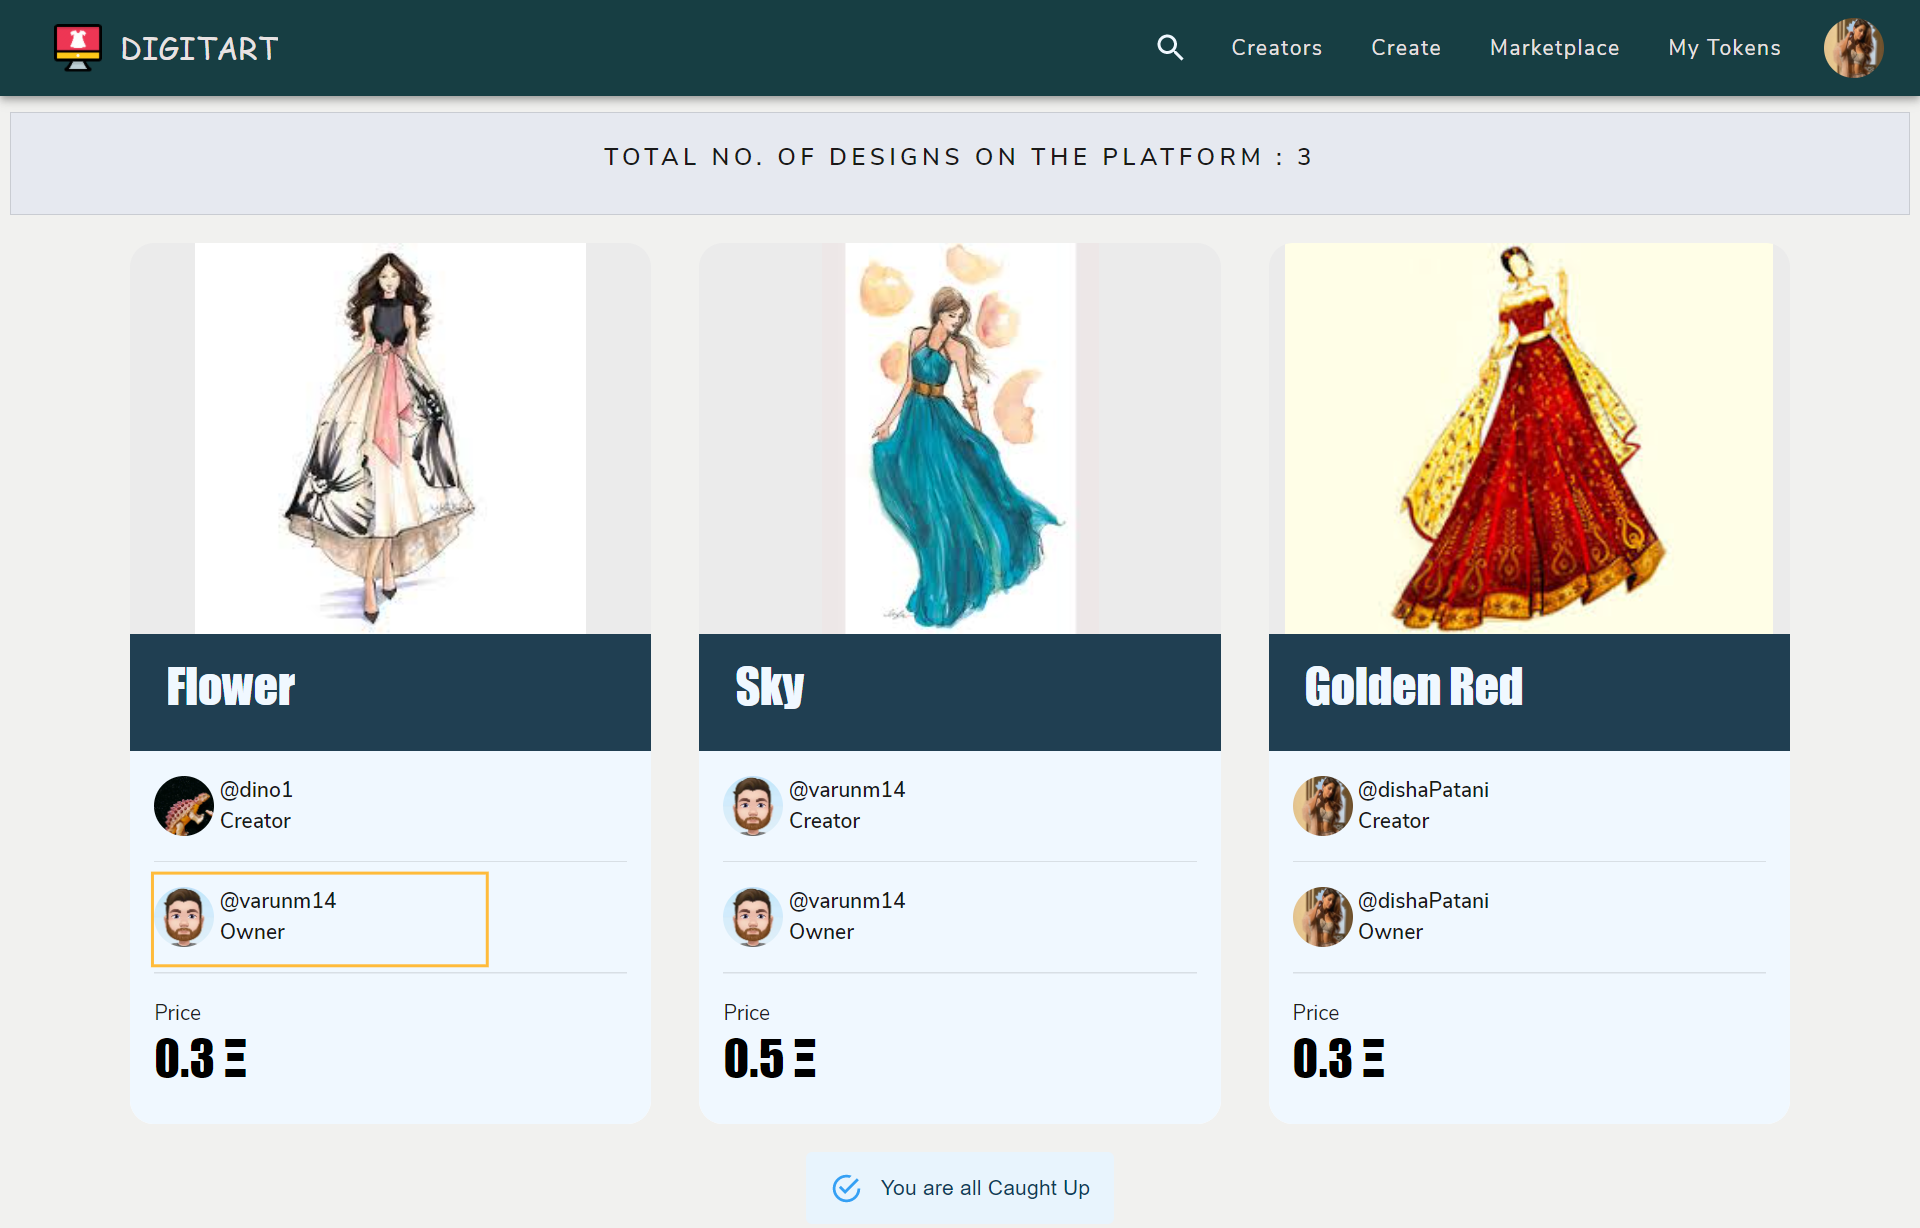 DIGITART
Creators
Create
Marketplace
My Tokens
TOTAL NO. OF DESIGNS ON THE PLATFORM : 3
Flower
@dino1
Creator
@varunm14
Owner
Price
0.3 Ξ
Sky
@varunm14
Creator
@varunm14
Owner
Price
0.5 Ξ
Golden Red
@dishaPatani
Creator
@dishaPatani
Owner
Price
0.3 Ξ
You are all Caught Up